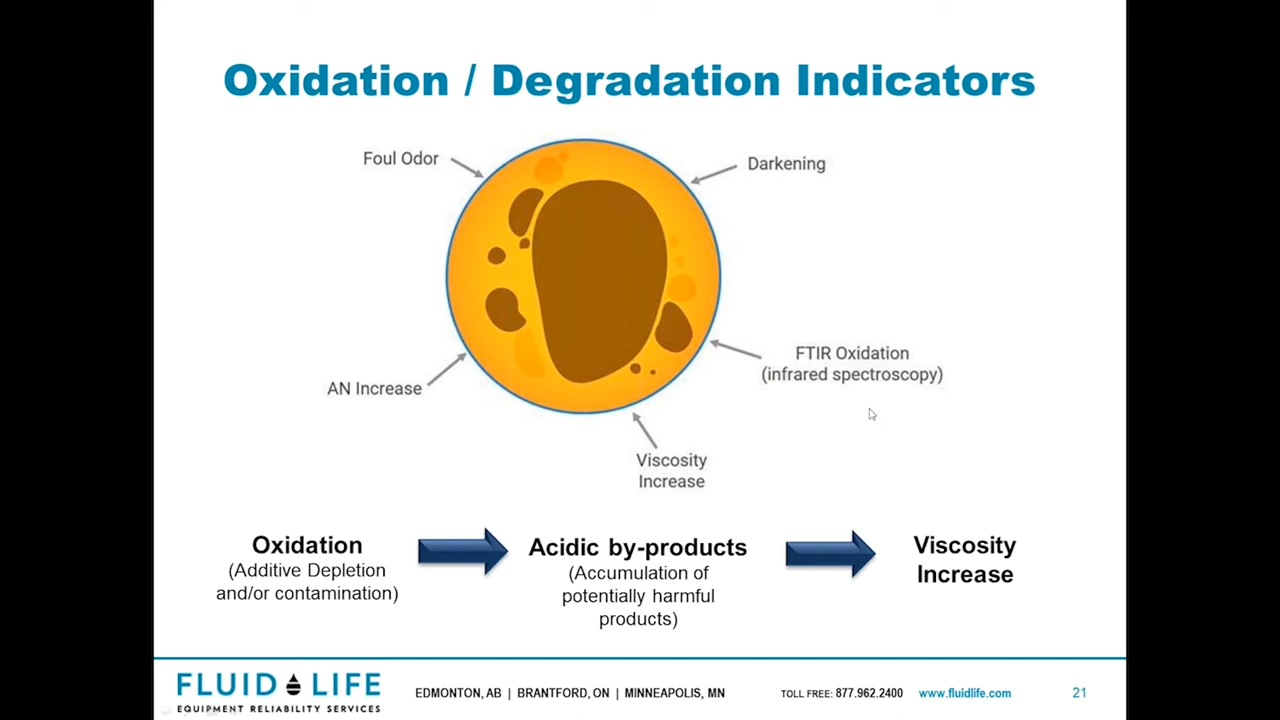 Oxidation / Degradation Indicators
Foul Odor
Darkening
FTIR Oxidation
(infrared spectroscopy)
AN Increase
Viscosity
Increase
Oxidation
(Additive Depletion
and/or contamination)
Acidic by-products
(Accumulation of
potentially harmful
products)
Viscosity
Increase
FLUID LIFE
EQUIPMENT RELIABILITY SERVICES
EDMONTON, AB | BRANTFORD, ON | MINNEAPOLIS, MN
TOLL FREE: 877.962.2400
www.fluidlife.com
21